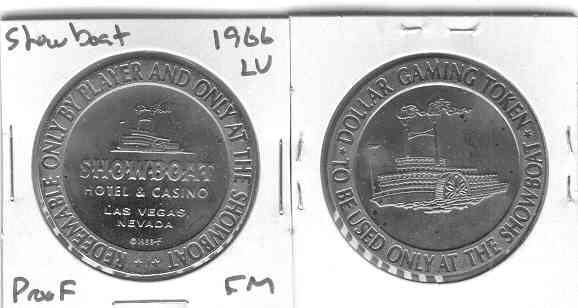 Showboat 1966
LV
REDEEMABLE ONLY BY PLAYER AND ONLY AT THE SHOWBOAT
SHOWBOAT
HOTEL & CASINO
LAS VEGAS
NEVADA
Proof FM
DOLLAR GAMING TOKEN
TO BE USED ONLY AT THE SHOWBOAT